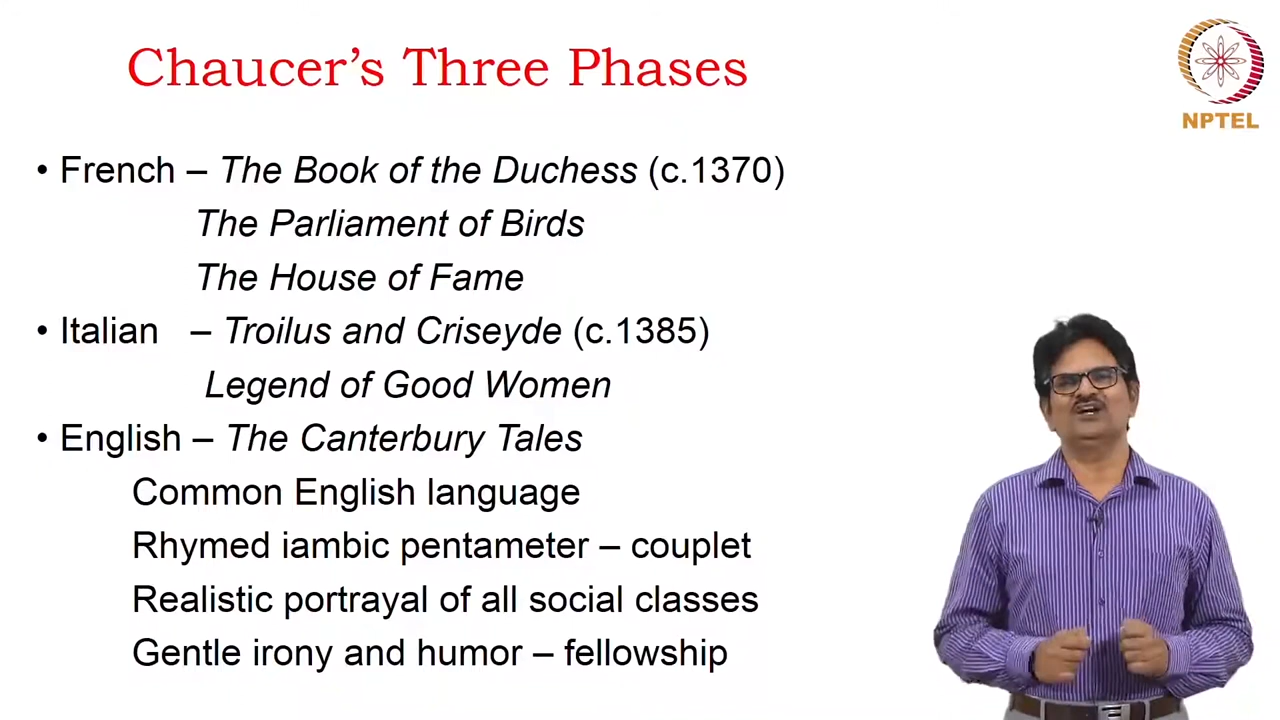 Chaucer's Three Phases
NPTEL
• French – The Book of the Duchess (c.1370)
The Parliament of Birds
The House of Fame
• Italian – Troilus and Criseyde (c.1385)
Legend of Good Women
• English – The Canterbury Tales
Common English language
Rhymed iambic pentameter – couplet
Realistic portrayal of all social classes
Gentle irony and humor – fellowship